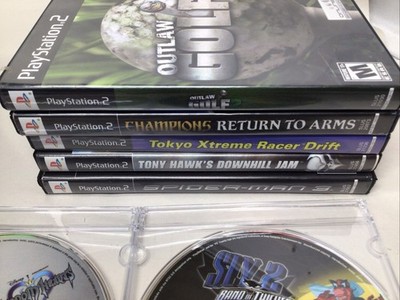 PlayStation 2
OUTLAW
GOLF
M
PlayStation 2
OUTLAW
GOLF
PlayStation 2
CHAMPIONS RETURN TO ARMS
PlayStation 2
Tokyo Xtreme Racer Drift
PlayStation 2
TONY HAWK'S DOWNHILL JAM
PlayStation 2
SPIDER-MAN 3
SLY 2
BAND OF THIEVES